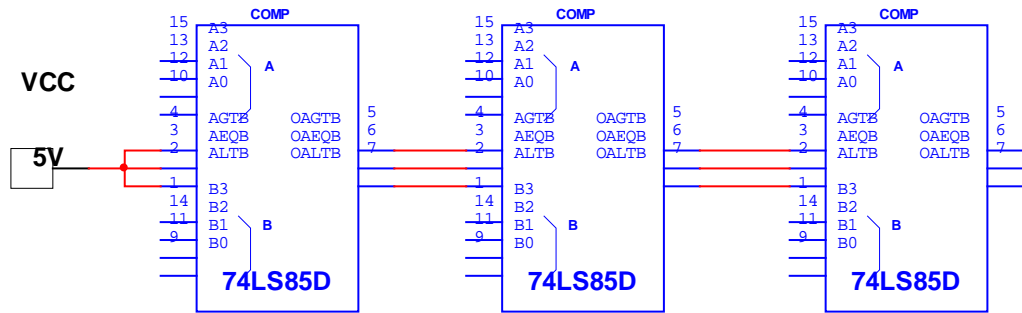 VCC
5V
COMP
15 A3
13 A2
12 A1 A
10 A0
4 AGTB OAGTB 5
3 AEQB OAEQB 6
2 ALTB OALTB 7
1 B3
14 B2
11 B1 B
9 B0
74LS85D
COMP
15 A3
13 A2
12 A1 A
10 A0
4 AGTB OAGTB 5
3 AEQB OAEQB 6
2 ALTB OALTB 7
1 B3
14 B2
11 B1 B
9 B0
74LS85D
COMP
15 A3
13 A2
12 A1 A
10 A0
4 AGTB OAGTB 5
3 AEQB OAEQB 6
2 ALTB OALTB 7
1 B3
14 B2
11 B1 B
9 B0
74LS85D